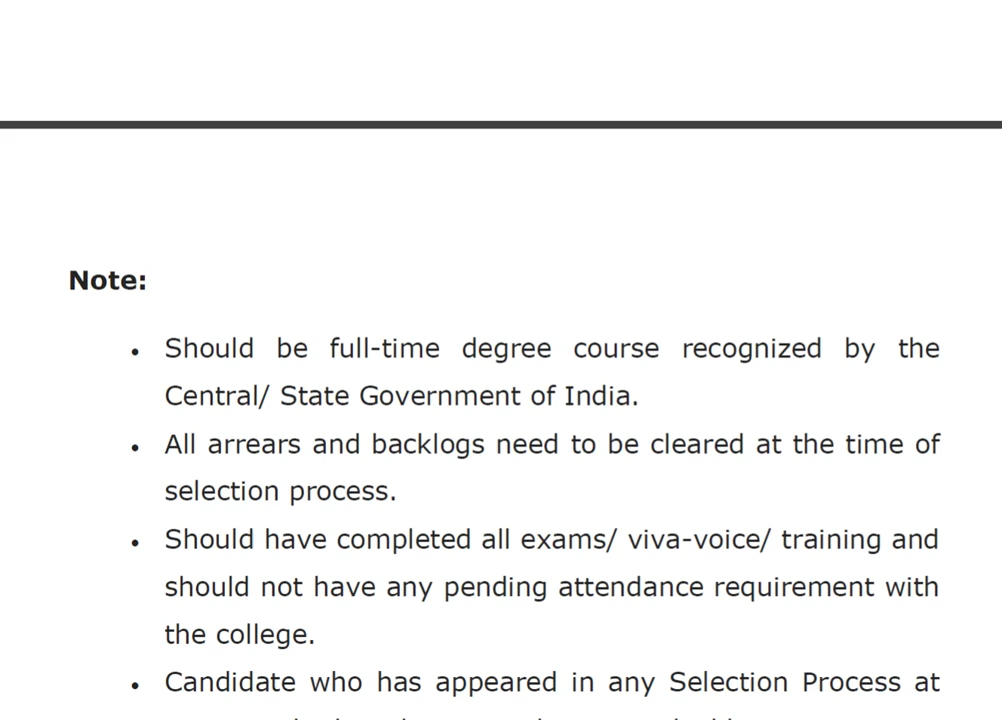 Note:
• Should be full-time degree course recognized by the
Central/ State Government of India.
• All arrears and backlogs need to be cleared at the time of
selection process.
• Should have completed all exams/ viva-voice/ training and
should not have any pending attendance requirement with
the college.
• Candidate who has appeared in any Selection Process at